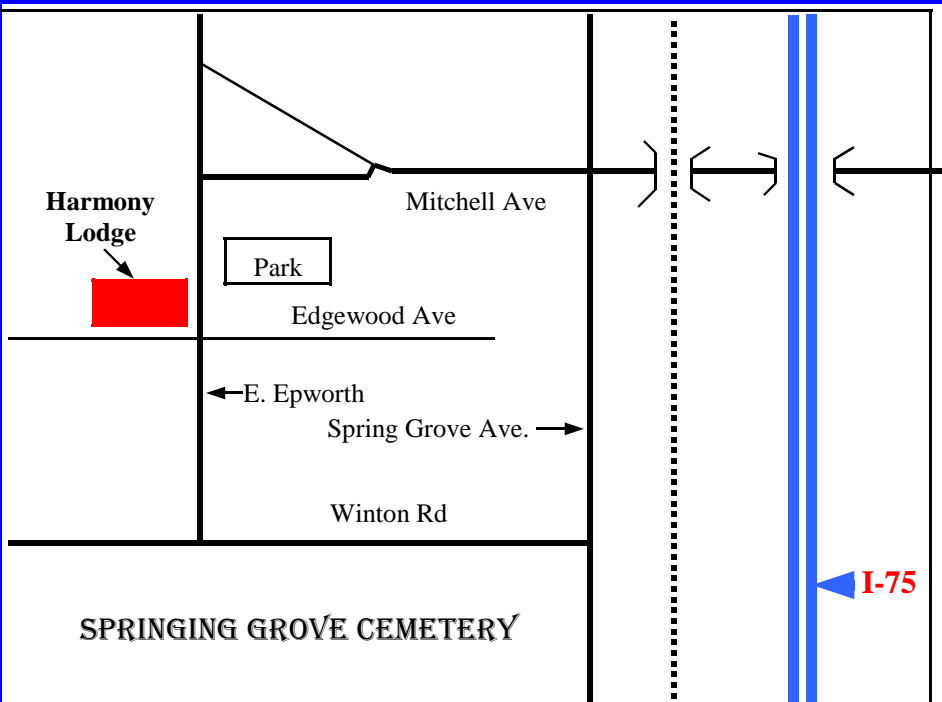 Mitchell Ave
Harmony
Lodge
Park
Edgewood Ave
E. Epworth
Spring Grove Ave.
Winton Rd
I-75
SPRINGING GROVE CEMETERY